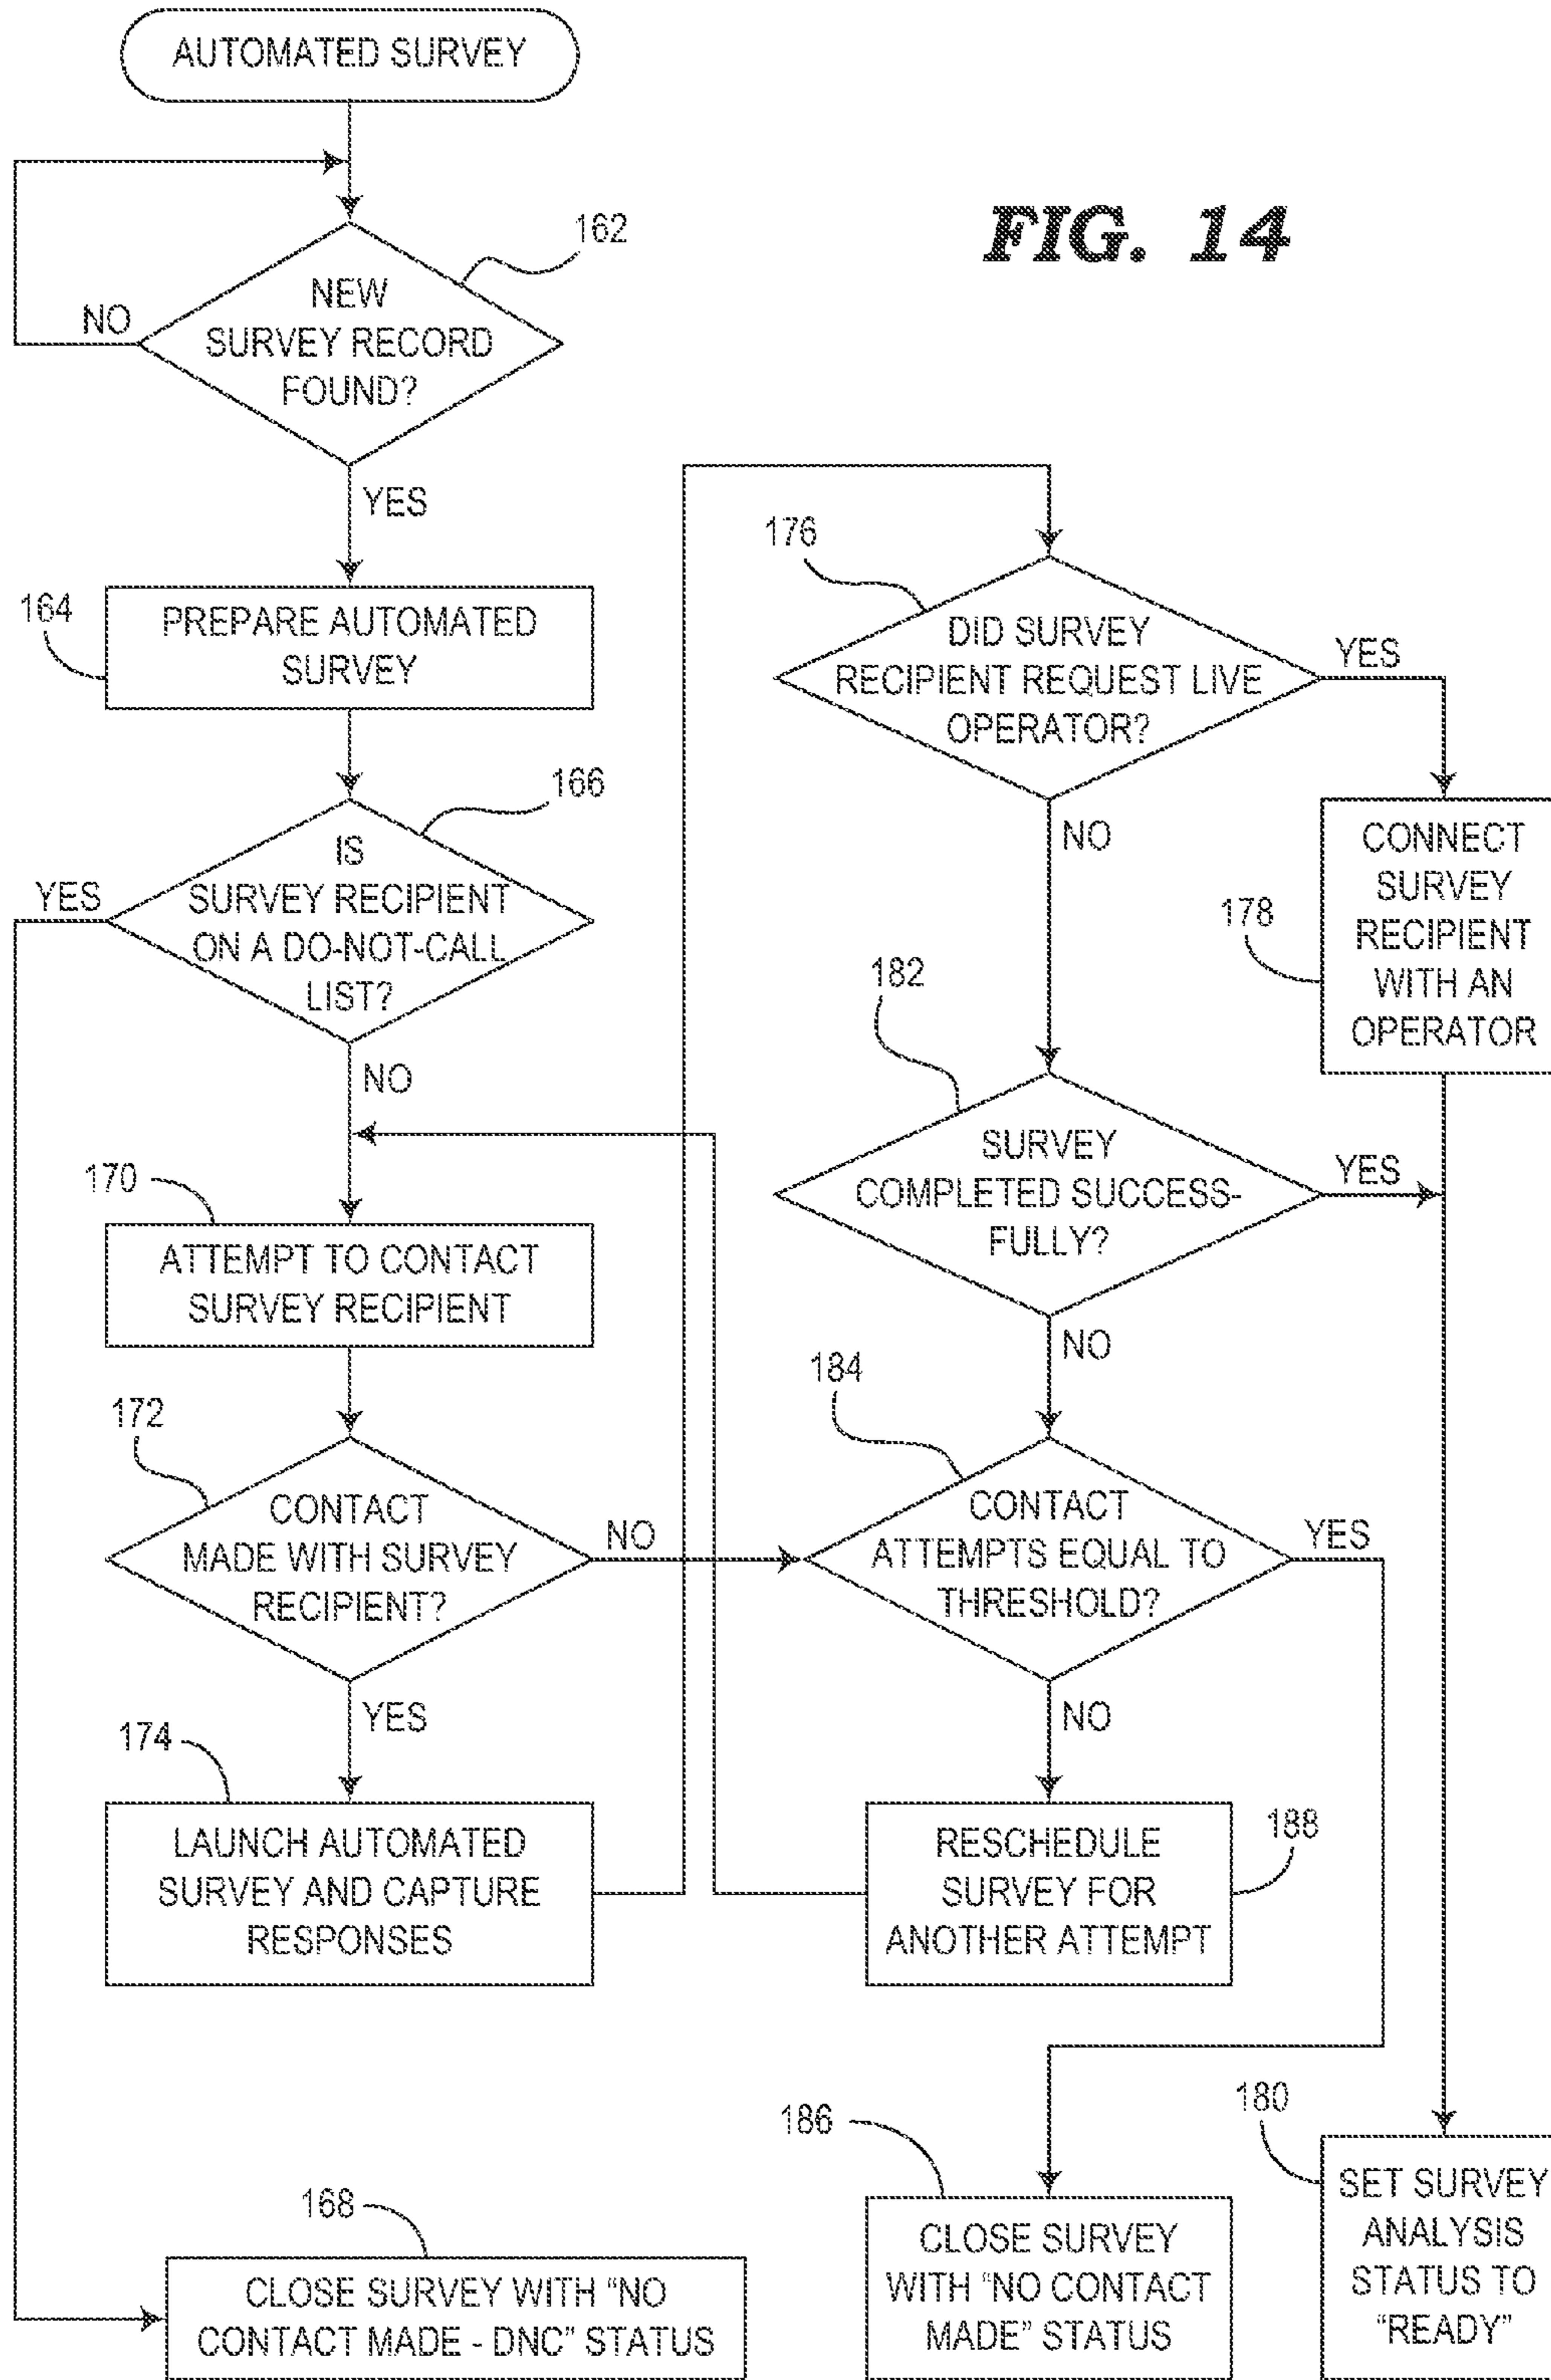 AUTOMATED SURVEY
FIG. 14
162
NEW
SURVEY RECORD
FOUND?
NO
YES
164
PREPARE AUTOMATED
SURVEY
166
IS
SURVEY RECIPIENT
ON A DO-NOT-CALL
LIST?
YES
NO
170
ATTEMPT TO CONTACT
SURVEY RECIPIENT
172
CONTACT
MADE WITH SURVEY
RECIPIENT?
NO
YES
174
LAUNCH AUTOMATED
SURVEY AND CAPTURE
RESPONSES
176
DID SURVEY
RECIPIENT REQUEST LIVE
OPERATOR?
YES
NO
178
CONNECT
SURVEY
RECIPIENT
WITH AN
OPERATOR
182
SURVEY
COMPLETED SUCCESS-
FULLY?
YES
NO
184
CONTACT
ATTEMPTS EQUAL TO
THRESHOLD?
YES
NO
188
RESCHEDULE
SURVEY FOR
ANOTHER ATTEMPT
168
CLOSE SURVEY WITH “NO
CONTACT MADE - DNC” STATUS
186
CLOSE SURVEY
WITH “NO CONTACT
MADE” STATUS
180
SET SURVEY
ANALYSIS
STATUS TO
“READY”